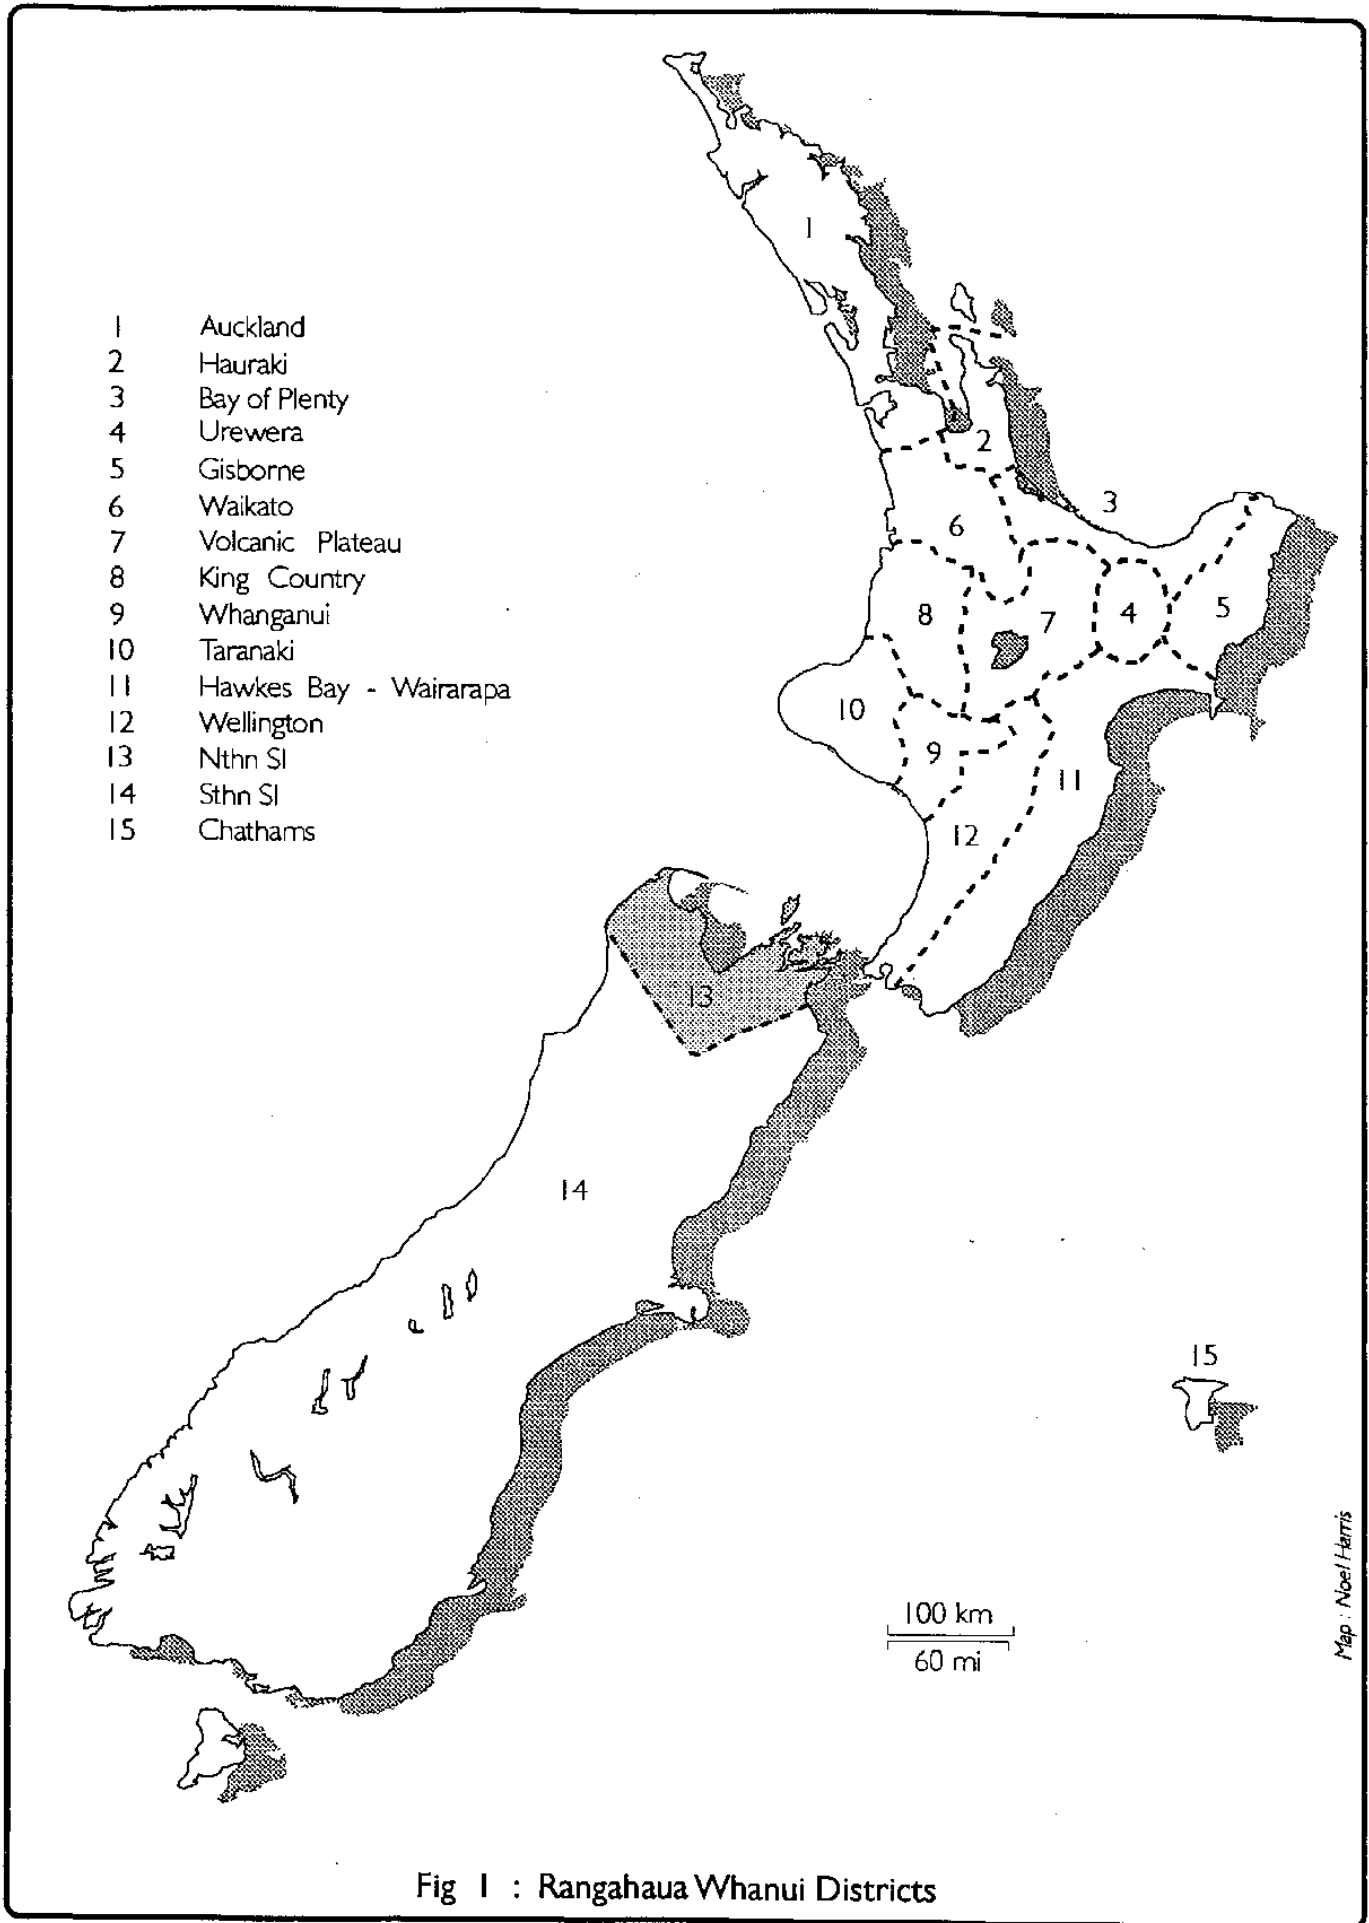 1 Auckland
2 Hauraki
3 Bay of Plenty
4 Urewera
5 Gisborne
6 Waikato
7 Volcanic Plateau
8 King Country
9 Whanganui
10 Taranaki
11 Hawkes Bay - Wairarapa
12 Wellington
13 Nthn SI
14 Sthn SI
15 Chathams
1
2
3
6
8
7
4
5
10
9
11
12
13
14
15
100 km
60 mi
Map : Noel Harris
Fig 1 : Rangahaua Whanui Districts